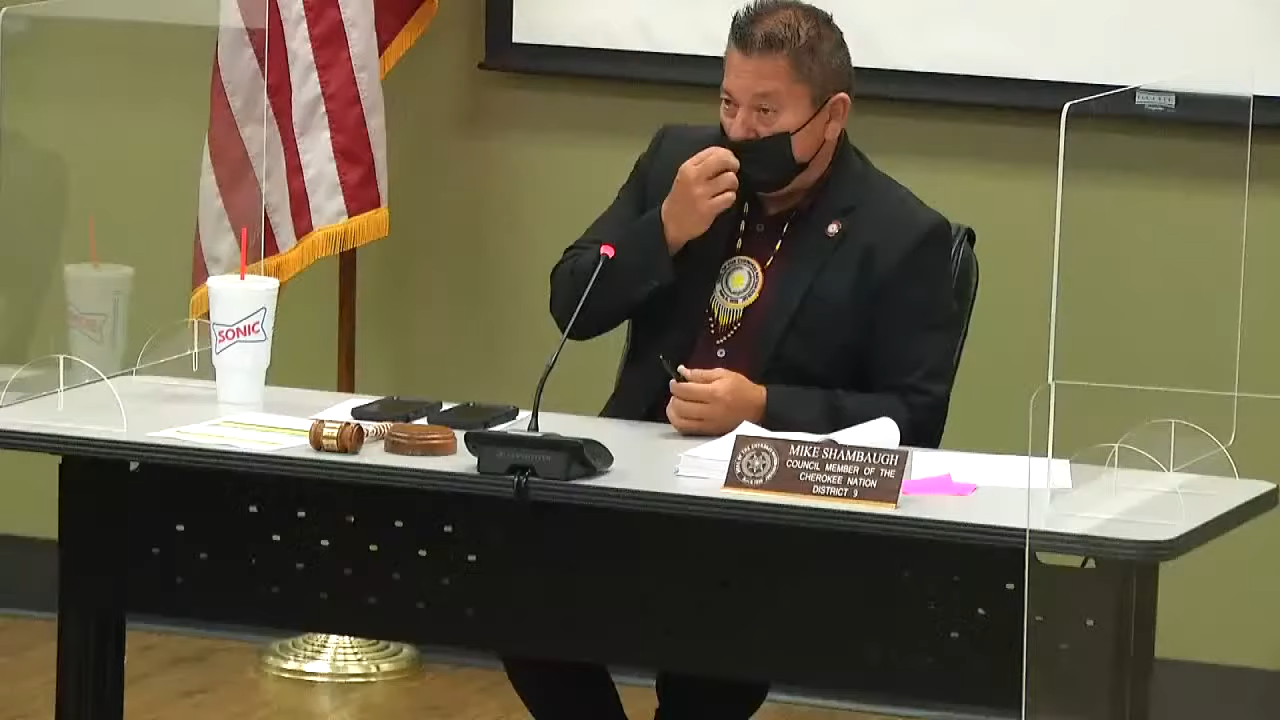 SONIC
MIKE SHAMBAUGH
COUNCIL MEMBER OF THE
CHEROKEE NATION
DISTRICT 9